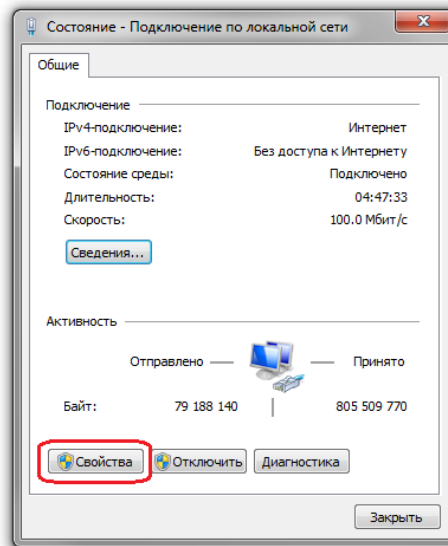 Состояние - Подключение по локальной сети
Общие
Подключение
IPv4-подключение: Интернет
IPv6-подключение: Без доступа к Интернету
Состояние среды: Подключено
Длительность: 04:47:33
Скорость: 100.0 Мбит/с
Сведения...
Активность
Отправлено — — Принято
Байт: 79 188 140 | 805 509 770
Свойства Отключить Диагностика
Закрыть